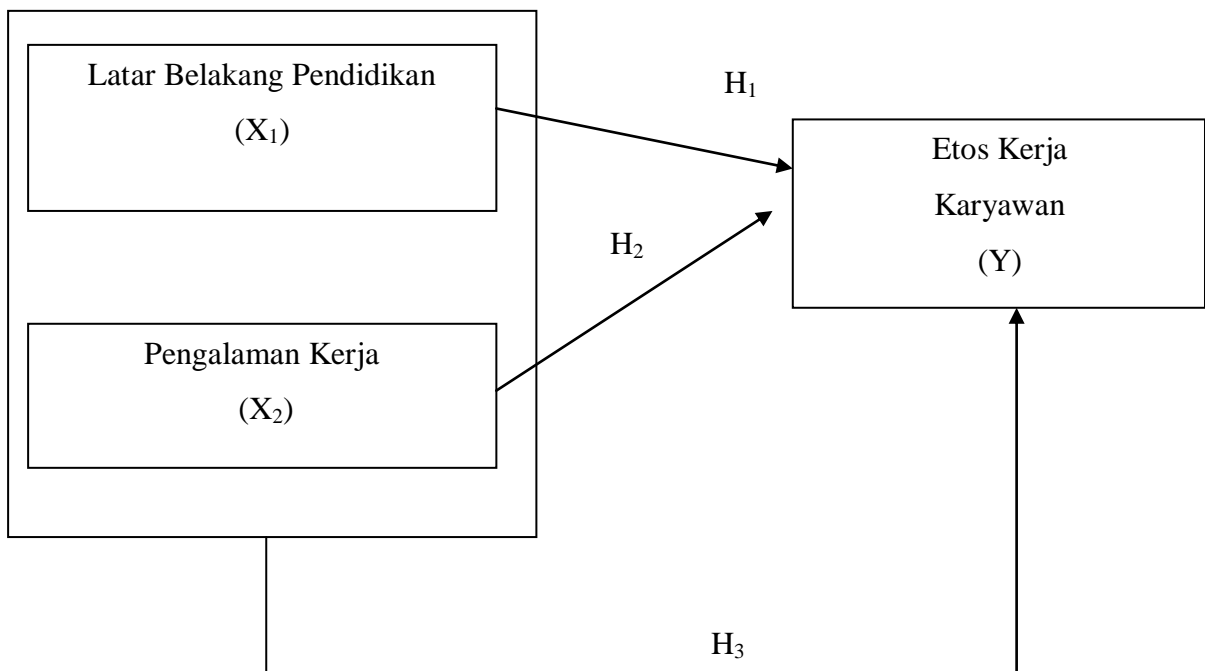 Latar Belakang Pendidikan
(X₁)
H₁
Etos Kerja
Karyawan
(Y)
H₂
Pengalaman Kerja
(X₂)
H₃